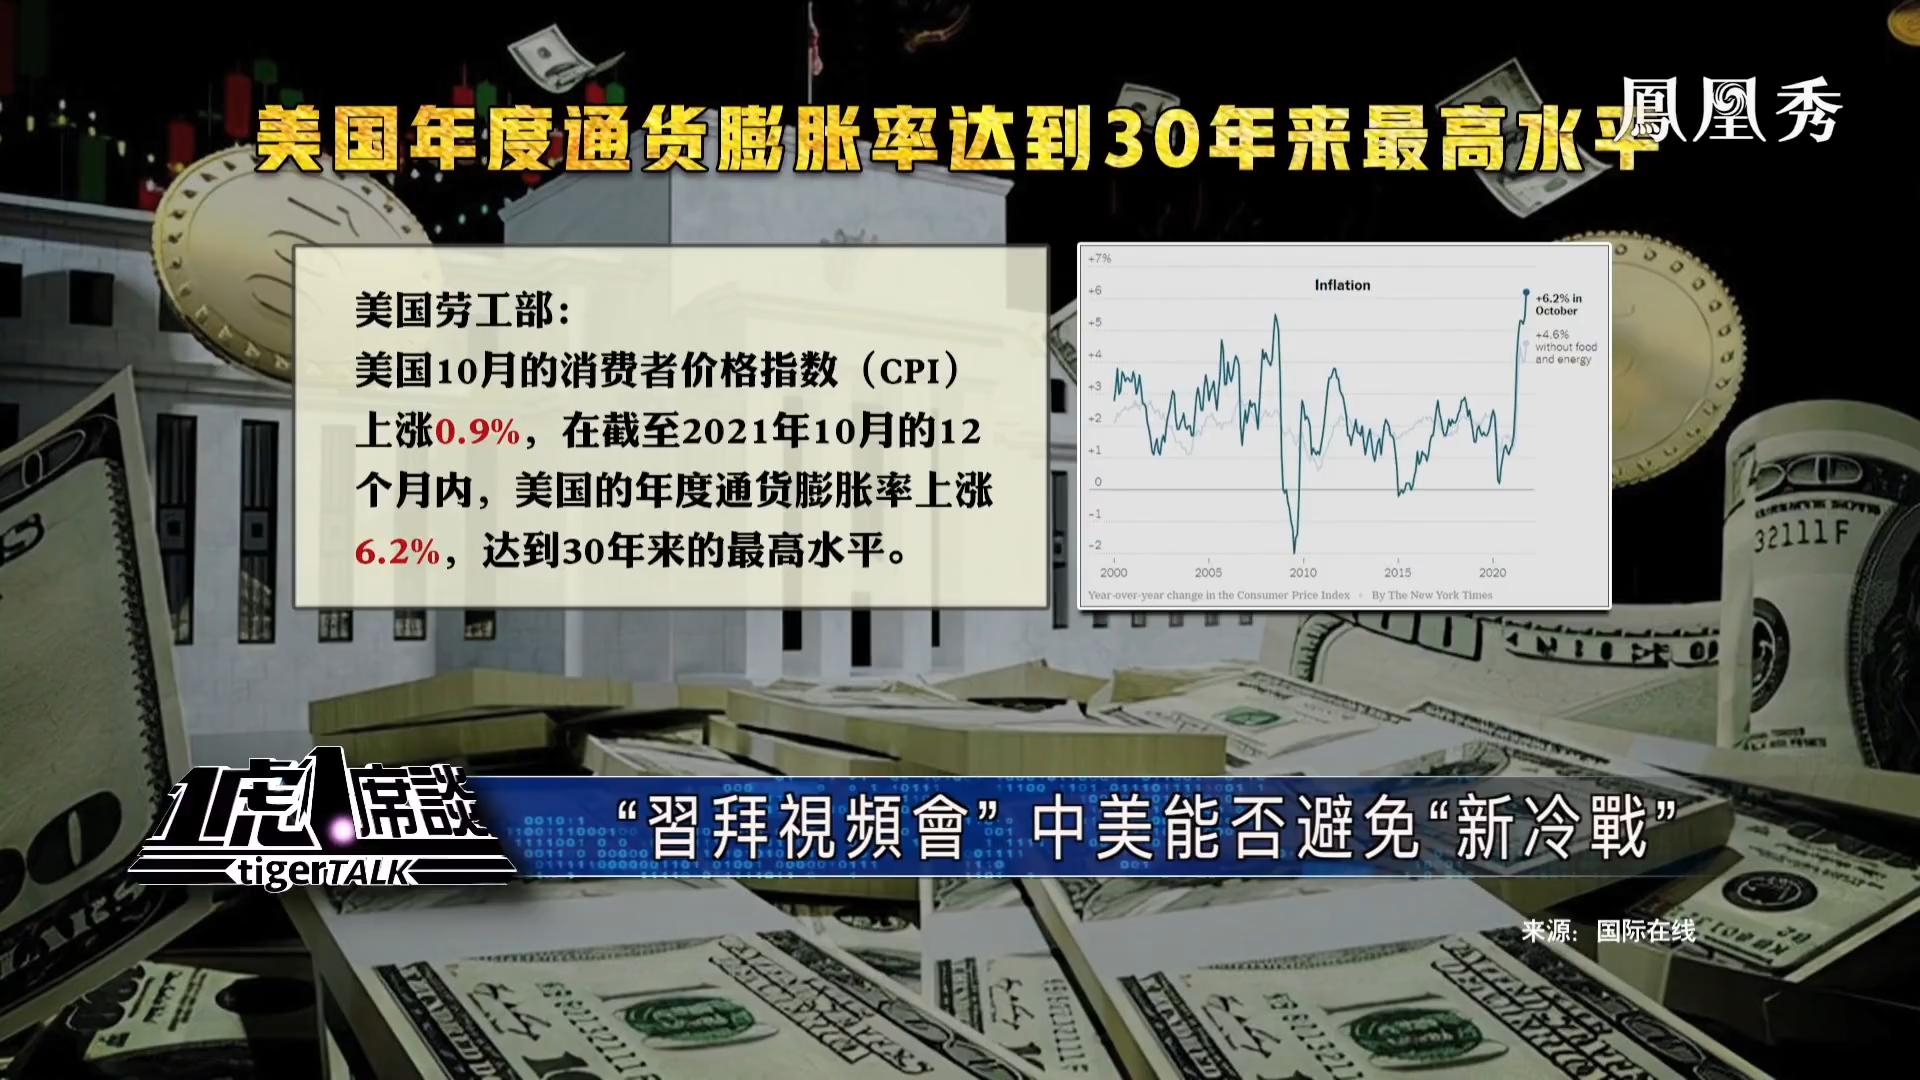 美国年度通货膨胀率达到30年来最高水平
鳳凰秀
美国劳工部：
美国10月的消费者价格指数（CPI）
上涨0.9%，在截至2021年10月的12
个月内，美国的年度通货膨胀率上涨
6.2%，达到30年来的最高水平。
Inflation
+7%
+6
+5
+4
+3
+2
+1
0
-1
-2
+6.2% in
October
+4.6%
without food
and energy
2000 2005 2010 2015 2020
Year-over-year change in the Consumer Price Index • By The New York Times
32111F
一虎一席談
tigerTALK
“習拜視頻會” 中美能否避免“新冷戰”
来源：国际在线